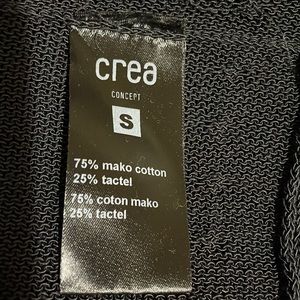 crea
CONCEPT
S
75% mako cotton
25% tactel
75% coton mako
25% tactel